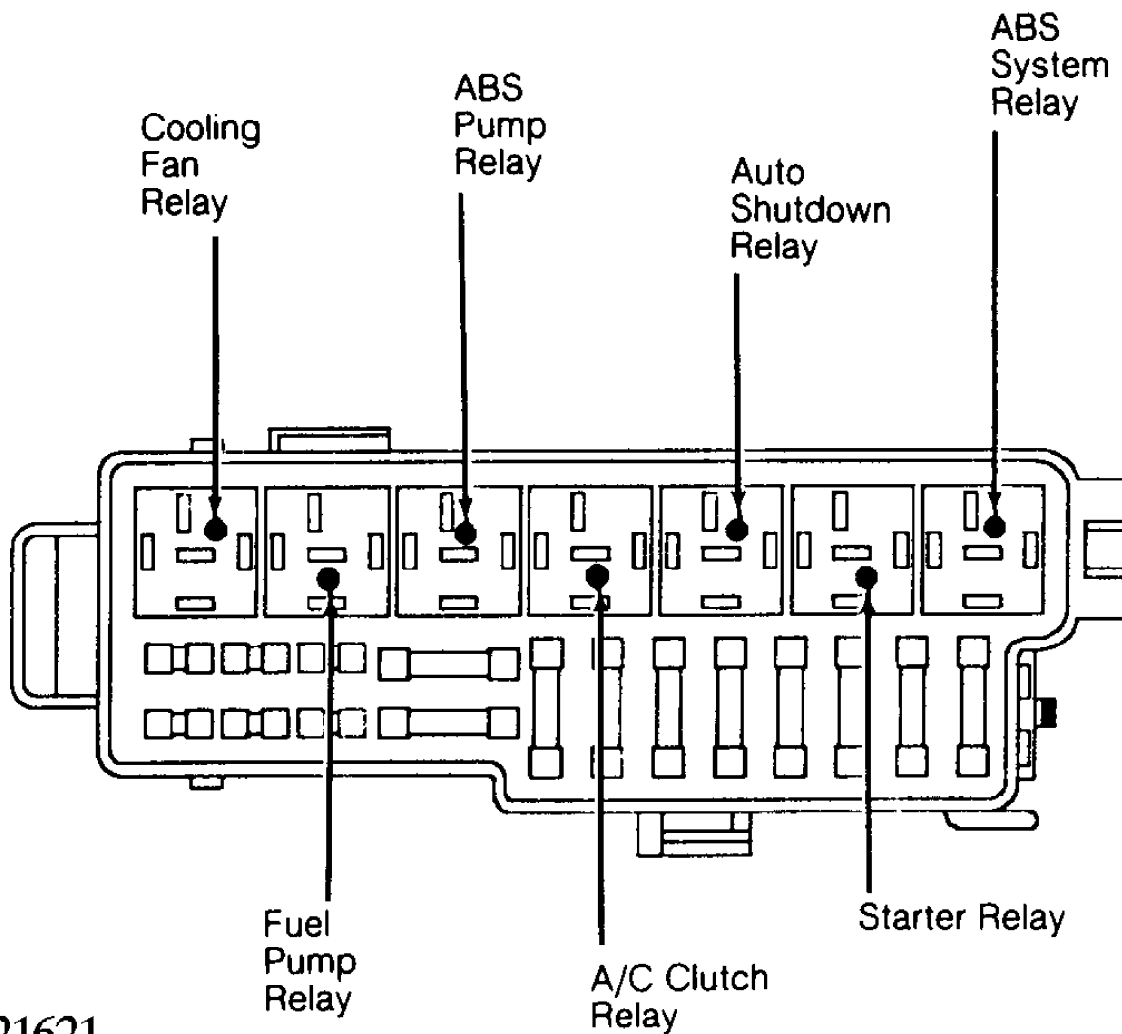 ABS
System
Relay
ABS
Pump
Relay
Cooling
Fan
Relay
Auto
Shutdown
Relay
Fuel
Pump
Relay
A/C Clutch
Relay
Starter Relay